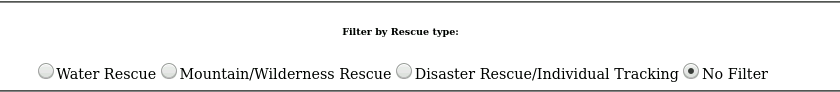 Filter by Rescue type:
Water Rescue Mountain/Wilderness Rescue Disaster Rescue/Individual Tracking No Filter